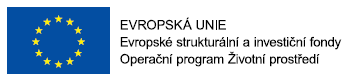 EVROPSKÁ UNIE
Evropské strukturální a investiční fondy
Operační program Životní prostředí